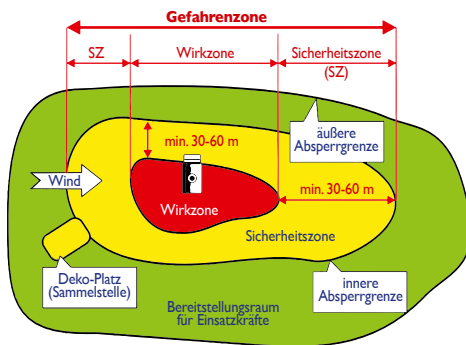 Gefahrenzone
SZ
Wirkzone
Sicherheitszone
(SZ)
min. 30-60 m
äußere
Absperrgrenze
Wind
min. 30-60 m
Wirkzone
Sicherheitszone
Deko-Platz
(Sammelstelle)
innere
Absperrgrenze
Bereitstellungsraum
für Einsatzkräfte